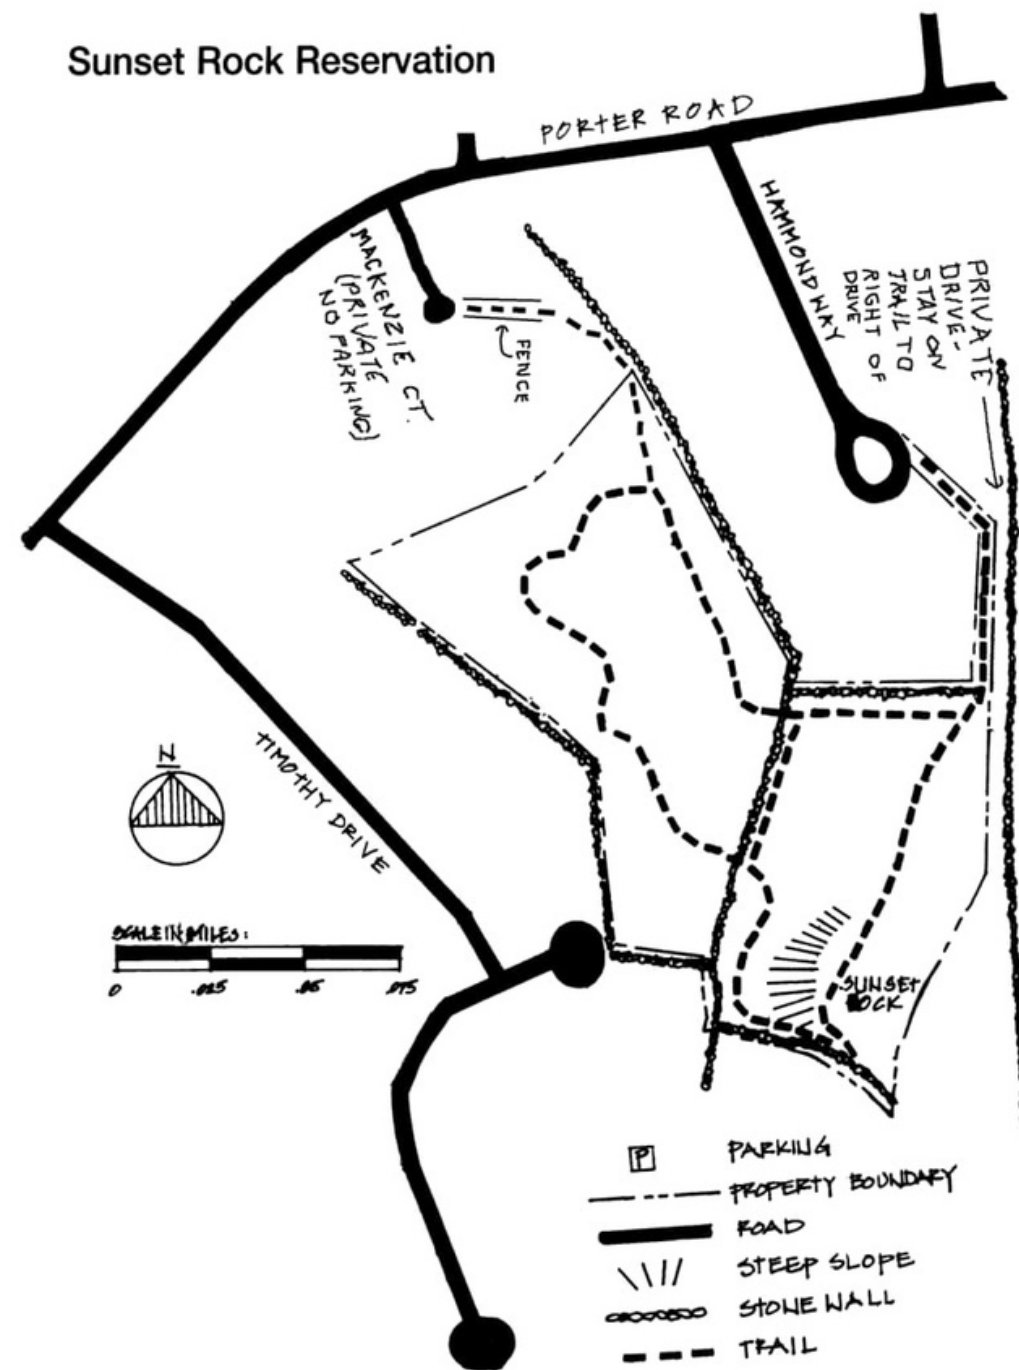 Sunset Rock Reservation
PORTER ROAD
HAMMOND WAY
PRIVATE
DRIVE-
STAY ON
TRAIL TO
RIGHT OF
DRIVE
MACKENZIE CT.
(PRIVATE
NO PARKING)
FENCE
TIMOTHY DRIVE
N
SCALE IN MILES:
0 .025 .05 .075
SUNSET
ROCK
P PARKING
PROPERTY BOUNDARY
ROAD
STEEP SLOPE
STONE WALL
TRAIL